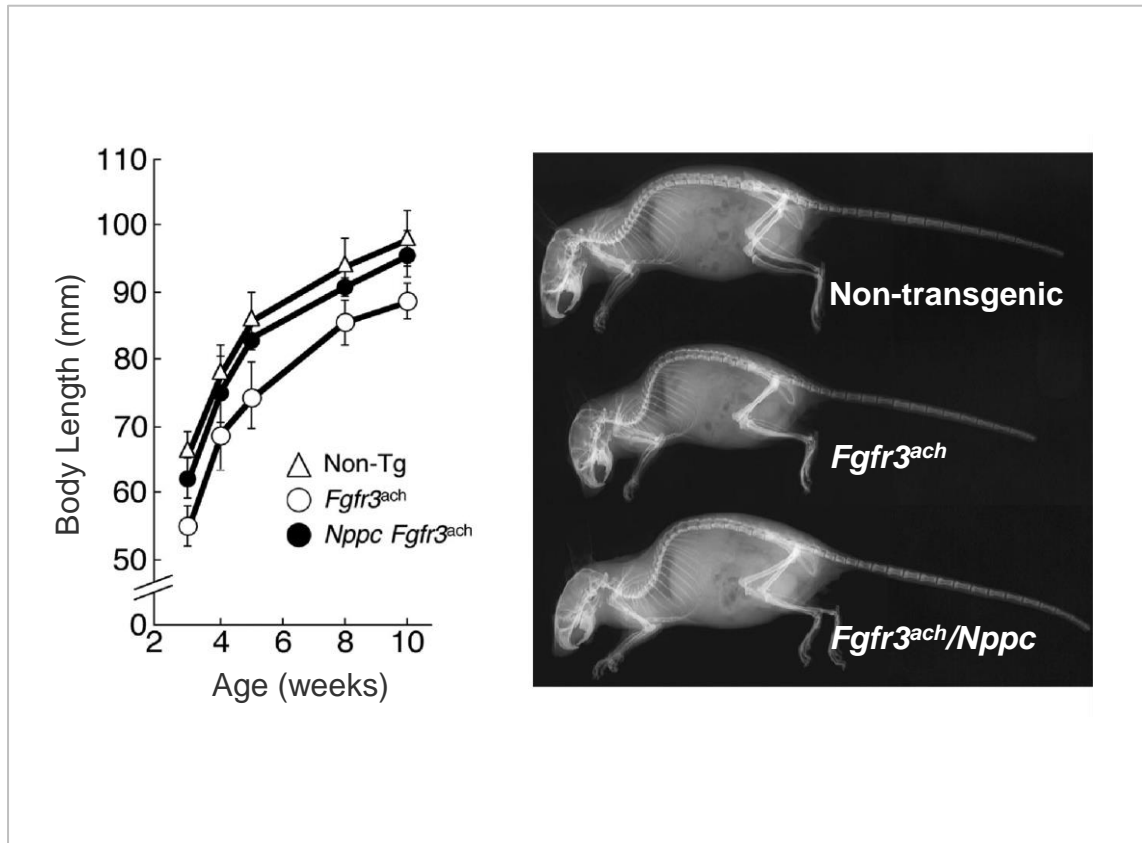 110
100
90
80
70
60
50
0
2 4 6 8 10
Body Length (mm)
Age (weeks)
Non-Tg
Fgfr3ach
Nppc Fgfr3ach
Non-transgenic
Fgfr3ach
Fgfr3ach/Nppc